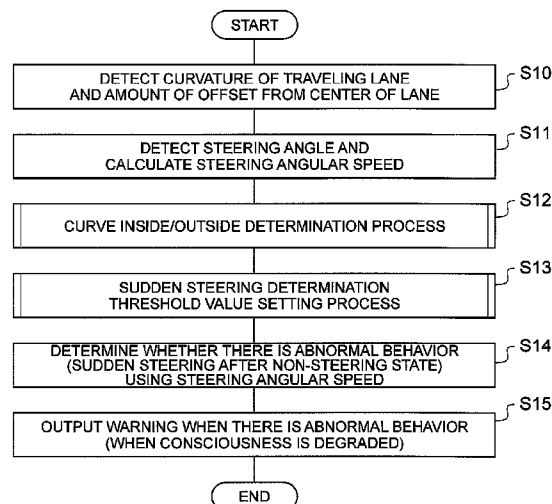 START
DETECT CURVATURE OF TRAVELING LANE
AND AMOUNT OF OFFSET FROM CENTER OF LANE
S10
DETECT STEERING ANGLE AND
CALCULATE STEERING ANGULAR SPEED
S11
CURVE INSIDE/OUTSIDE DETERMINATION PROCESS
S12
SUDDEN STEERING DETERMINATION
THRESHOLD VALUE SETTING PROCESS
S13
DETERMINE WHETHER THERE IS ABNORMAL BEHAVIOR
(SUDDEN STEERING AFTER NON-STEERING STATE)
USING STEERING ANGULAR SPEED
S14
OUTPUT WARNING WHEN THERE IS ABNORMAL BEHAVIOR
(WHEN CONSCIOUSNESS IS DEGRADED)
S15
END